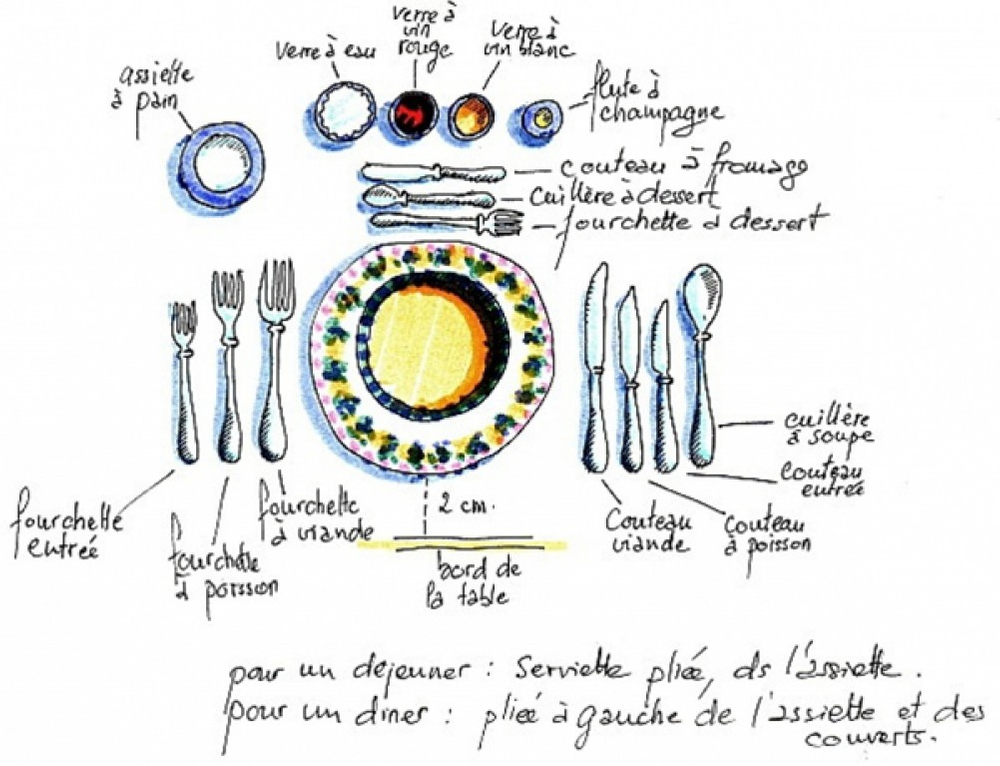 assiette
à pain
verre à eau
verre à
vin
rouge
verre à
vin blanc
flute à
champagne
couteau à fromage
cuillère à dessert
fourchette à dessert
fourchette
entrée
fourchette
à poisson
fourchette
à viande
2 cm.
bord de
la table
couteau
viande
couteau
à poisson
couteau
entrée
cuillère
à soupe
pour un dejeuner : Serviette pliée, ds l'assiette.
pour un diner : pliée à gauche de l'assiette et des
couverts.